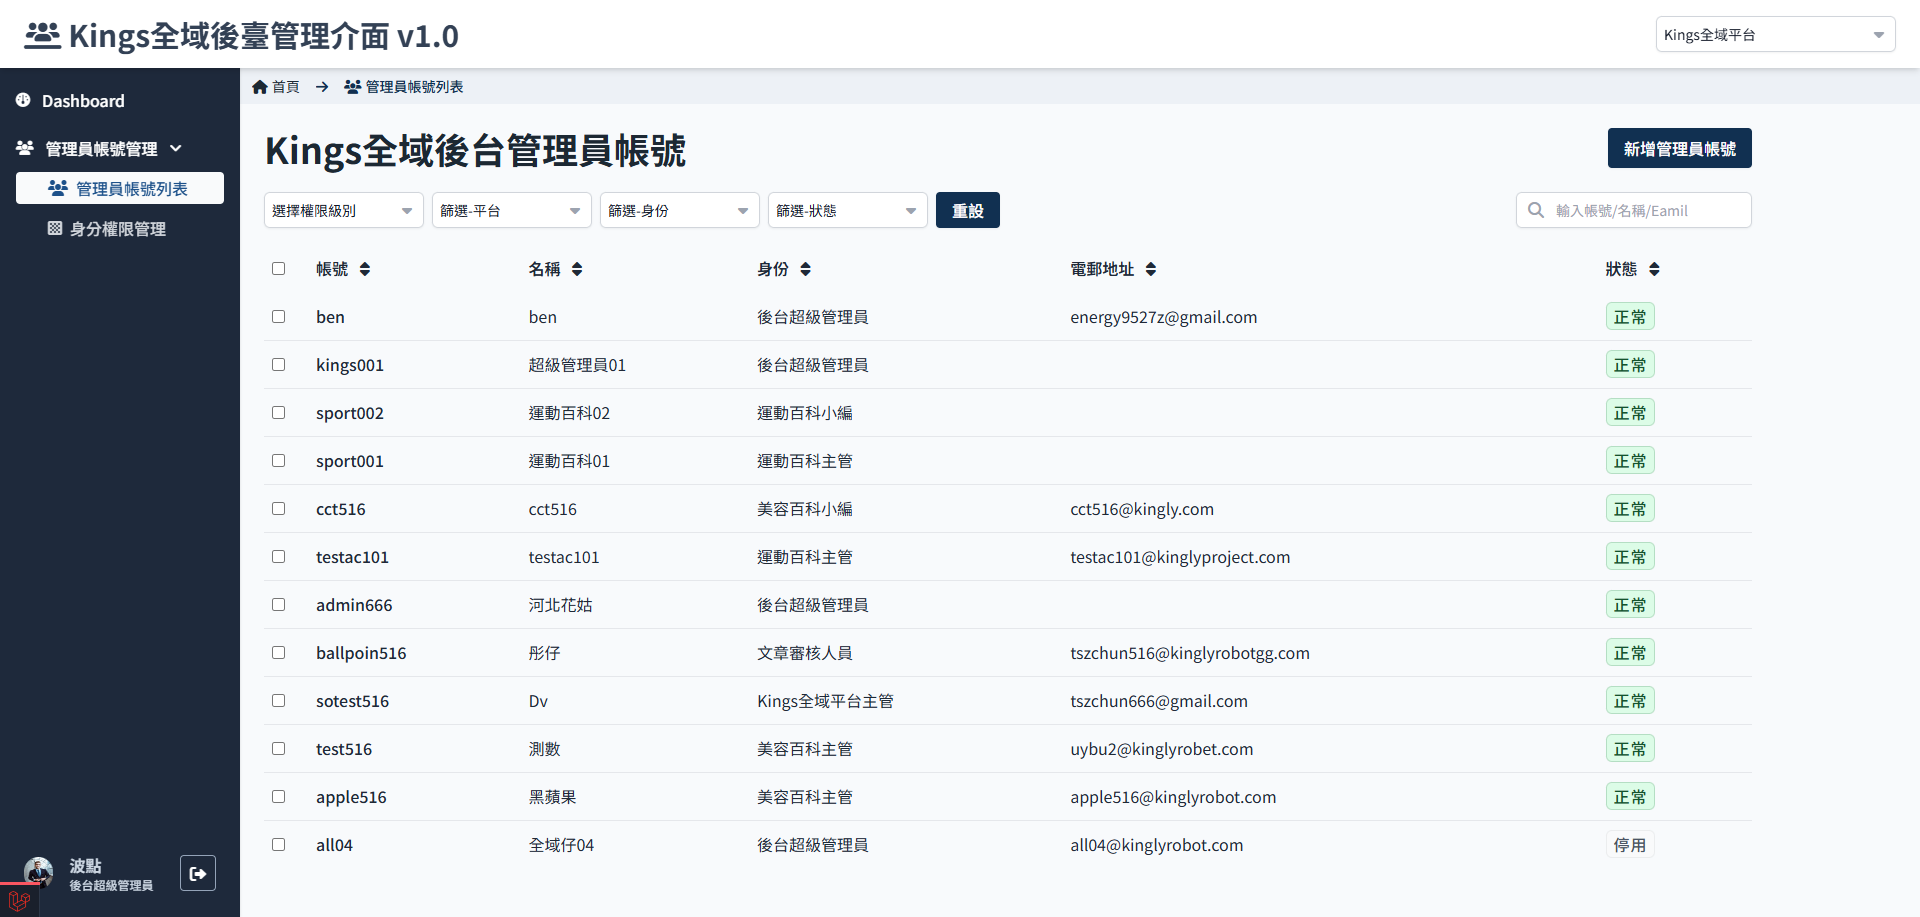 Kings全域後臺管理介面 v1.0
Kings全域平台
Dashboard
管理員帳號管理
管理員帳號列表
身分權限管理
首頁 → 管理員帳號列表
Kings全域後台管理員帳號
新增管理員帳號
選擇權限級別 篩選-平台 篩選-身份 篩選-狀態 重設 輸入帳號/名稱/Eamil
帳號 名稱 身份 電郵地址 狀態
ben ben 後台超級管理員 energy9527z@gmail.com 正常
kings001 超級管理員01 後台超級管理員 正常
sport002 運動百科02 運動百科小編 正常
sport001 運動百科01 運動百科主管 正常
cct516 cct516 美容百科小編 cct516@kingly.com 正常
testac101 testac101 運動百科主管 testac101@kinglyproject.com 正常
admin666 河北花姑 後台超級管理員 正常
ballpoin516 彤仔 文章審核人員 tszchun516@kinglyrobotgg.com 正常
sotest516 Dv Kings全域平台主管 tszchun666@gmail.com 正常
test516 測數 美容百科主管 uybu2@kinglyrobet.com 正常
apple516 黑蘋果 美容百科主管 apple516@kinglyrobot.com 正常
all04 全域仔04 後台超級管理員 all04@kinglyrobot.com 停用
波點
後台超級管理員